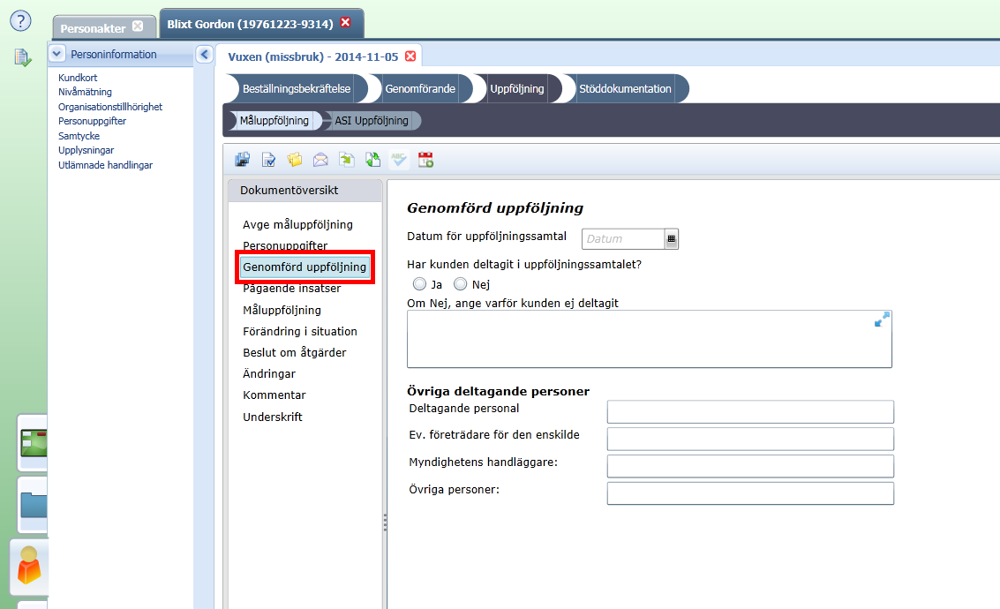 Personakter
Blixt Gordon (19761223-9314)
Personinformation
Kundkort
Nivåmätning
Organisationstillhörighet
Personuppgifter
Samtycke
Upplysningar
Utlämnade handlingar
Vuxen (missbruk) - 2014-11-05
Beställningsbekräftelse
Genomförande
Uppföljning
Stöddokumentation
Måluppföljning
ASI Uppföljning
ABC
Dokumentöversikt
Avge måluppföljning
Personuppgifter
Genomförd uppföljning
Pågående insatser
Måluppföljning
Förändring i situation
Beslut om åtgärder
Ändringar
Kommentar
Underskrift
Genomförd uppföljning
Datum för uppföljningssamtal
Datum
Har kunden deltagit i uppföljningssamtalet?
Ja
Nej
Om Nej, ange varför kunden ej deltagit
Övriga deltagande personer
Deltagande personal
Ev. företrädare för den enskilde
Myndighetens handläggare:
Övriga personer: